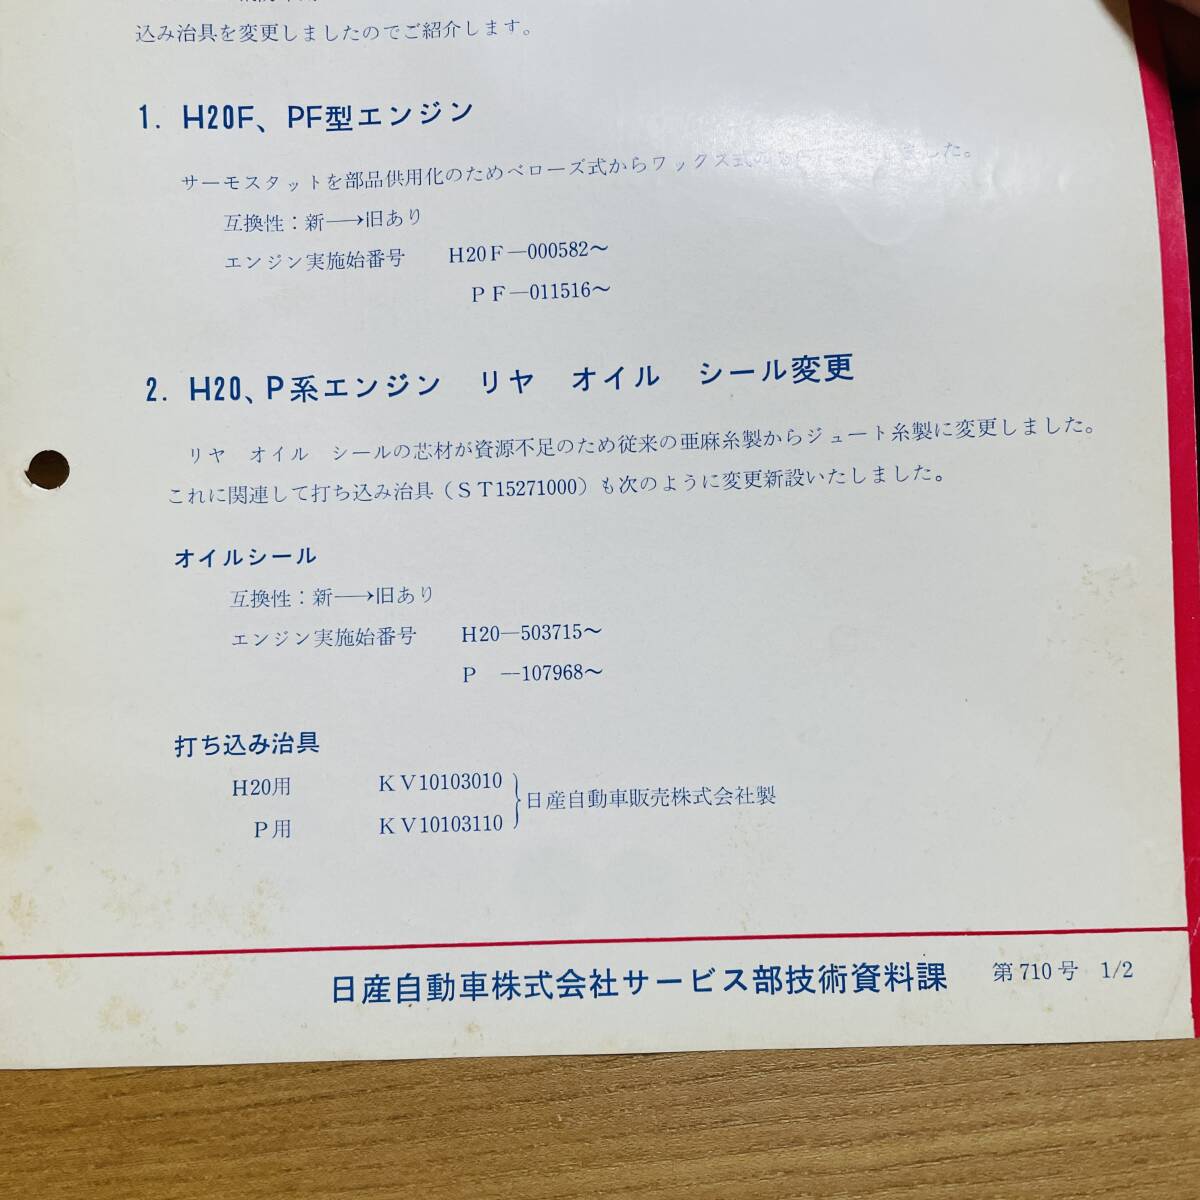 込み治具を変更しましたのでご紹介します。
1. H20F、PF型エンジン
サーモスタットを部品供用化のためベローズ式からワックス式の しました。
互換性：新─→旧あり
エンジン実施始番号 H20F―000582～
PF―011516～
2. H20、P系エンジン リヤ オイル シール変更
リヤ オイル シールの芯材が資源不足のため従来の亜麻糸製からジュート糸製に変更しました。
これに関連して打ち込み治具（ST15271000）も次のように変更新設いたしました。
オイルシール
互換性：新─→旧あり
エンジン実施始番号 H20―503715～
P ―107968～
打ち込み治具
H20用 KV10103010
日産自動車販売株式会社製
P用 KV10103110
日産自動車株式会社サービス部技術資料課 第710号 1/2